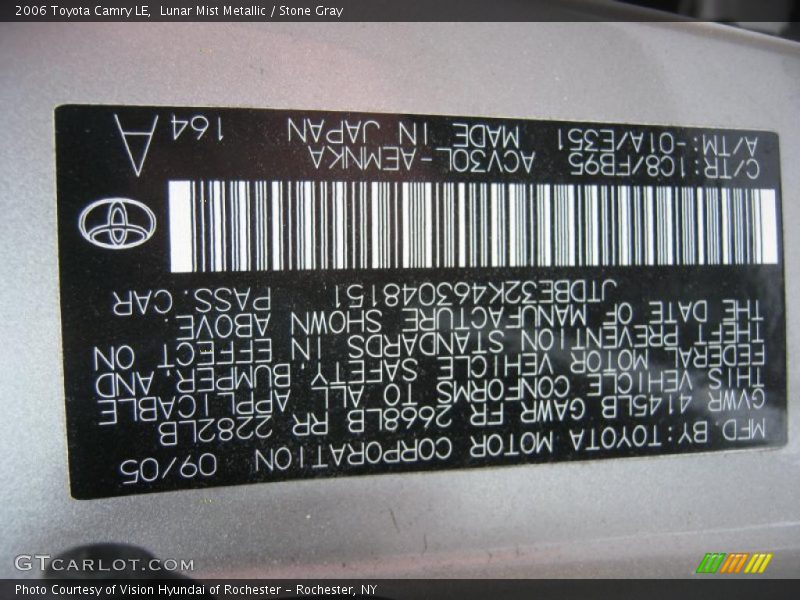 2006 Toyota Camry LE,  Lunar Mist Metallic / Stone Gray
MFD. BY: TOYOTA MOTOR CORPORATION 09/05
GVWR 4145LB GAWR FR 2668LB RR 2282LB
THIS VEHICLE CONFORMS TO ALL APPLICABLE
FEDERAL MOTOR VEHICLE SAFETY, BUMPER, AND
THEFT PREVENTION STANDARDS IN EFFECT ON
THE DATE OF MANUFACTURE SHOWN ABOVE.
JTDBE32K463048151 PASS. CAR
C/TR: 1C8/FB95 ACV30L-AEMNKA
A/TM: -01A/E351 MADE IN JAPAN 164 A
GTCARLOT.COM
Photo Courtesy of Vision Hyundai of Rochester – Rochester, NY